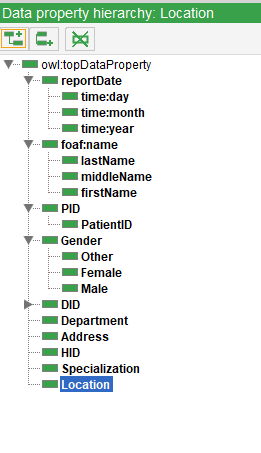 Data property hierarchy: Location
owl:topDataProperty
reportDate
time:day
time:month
time:year
foaf:name
lastName
middleName
firstName
PID
PatientID
Gender
Other
Female
Male
DID
Department
Address
HID
Specialization
Location